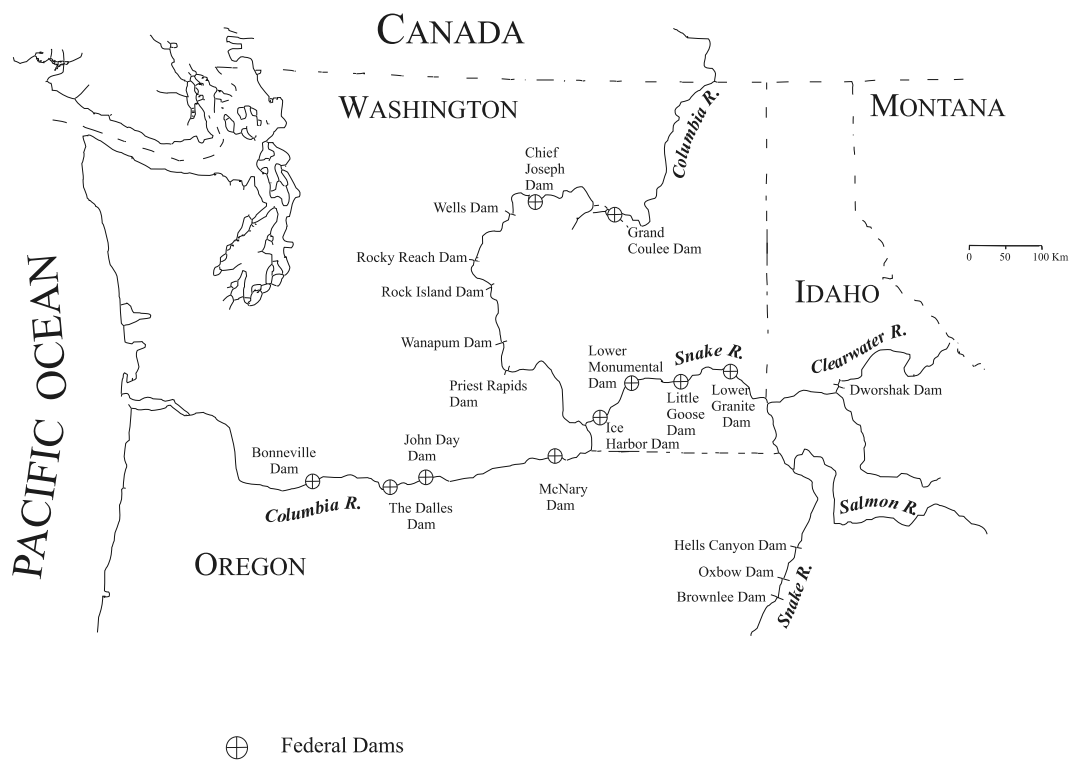 CANADA
WASHINGTON
MONTANA
Columbia R.
Chief
Joseph
Dam
Wells Dam
Grand
Coulee Dam
Rocky Reach Dam
0 50 100 Km
PACIFIC OCEAN
Rock Island Dam
IDAHO
Wanapum Dam
Lower
Monumental
Dam
Snake R.
Clearwater R.
Priest Rapids
Dam
Little
Goose
Dam
Lower
Granite
Dam
Dworshak Dam
Ice
Harbor Dam
John Day
Dam
Bonneville
Dam
McNary
Dam
Columbia R.
The Dalles
Dam
Salmon R.
Hells Canyon Dam
OREGON
Oxbow Dam
Brownlee Dam
Snake R.
Federal Dams